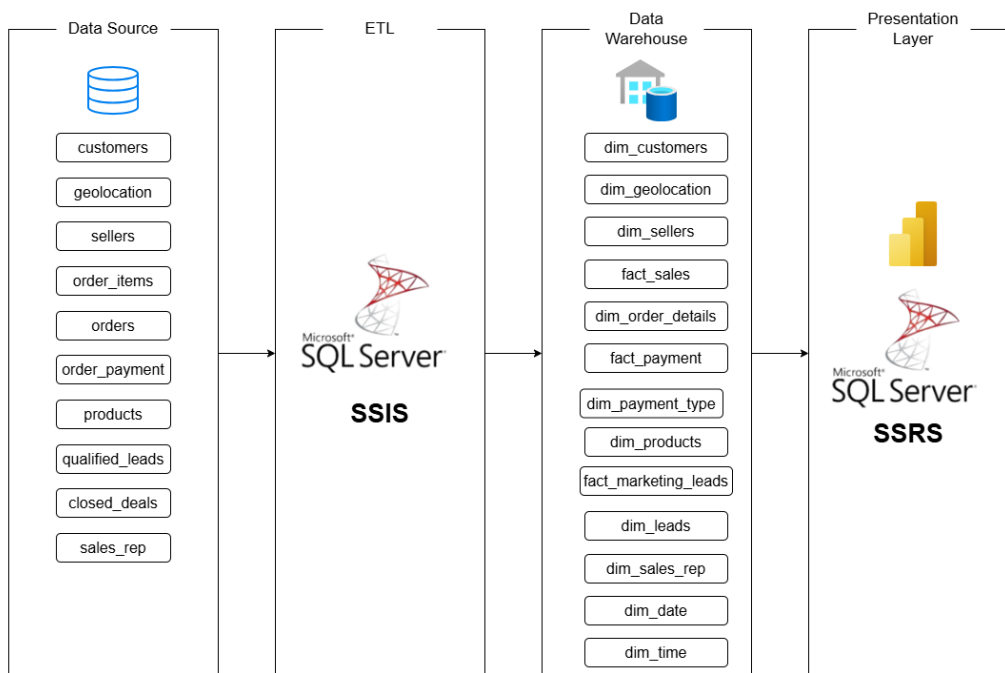 Data Source
customers
geolocation
sellers
order_items
orders
order_payment
products
qualified_leads
closed_deals
sales_rep
ETL
Microsoft®
SQL Server
SSIS
Data
Warehouse
dim_customers
dim_geolocation
dim_sellers
fact_sales
dim_order_details
fact_payment
dim_payment_type
dim_products
fact_marketing_leads
dim_leads
dim_sales_rep
dim_date
dim_time
Presentation
Layer
Microsoft®
SQL Server
SSRS